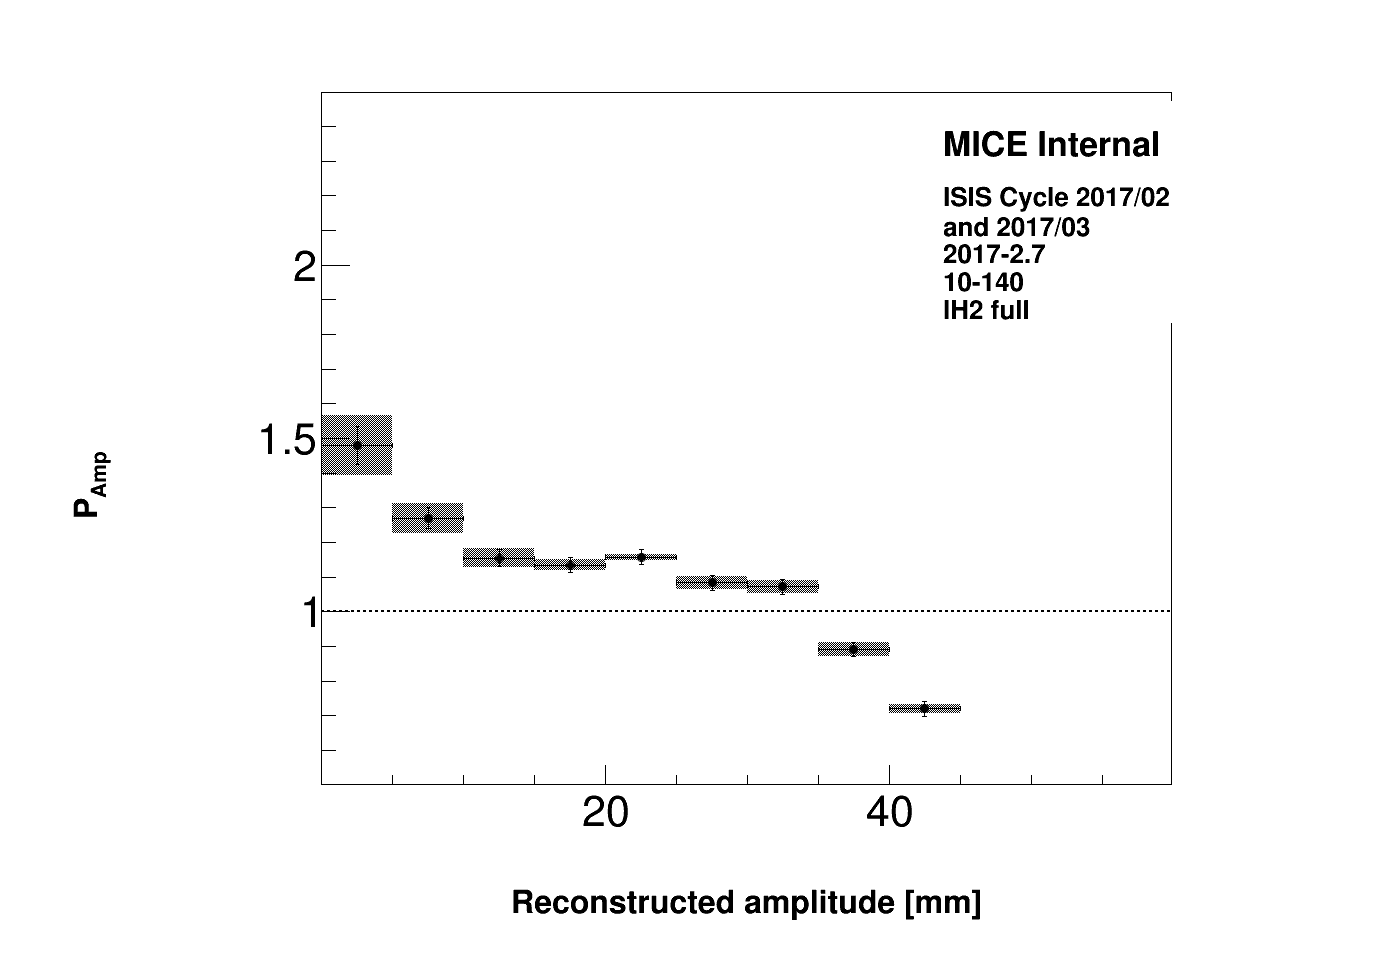 MICE Internal
ISIS Cycle 2017/02
and 2017/03
2017-2.7
10-140
IH2 full
2
1.5
1
P_Amp
20
40
Reconstructed amplitude [mm]